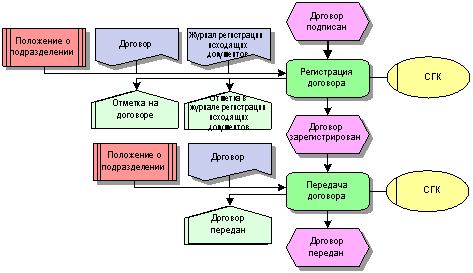 Договор
подписан
Положение о
подразделении
Договор
Журнал регистрации
исходящих
документов
Регистрация
договора
СГК
Отметка на
договоре
Отметка в
журнале регистрации
исходящих
документов
Договор
зарегистрирован
Положение о
подразделении
Договор
Передача
договора
СГК
Договор
передан
Договор
передан